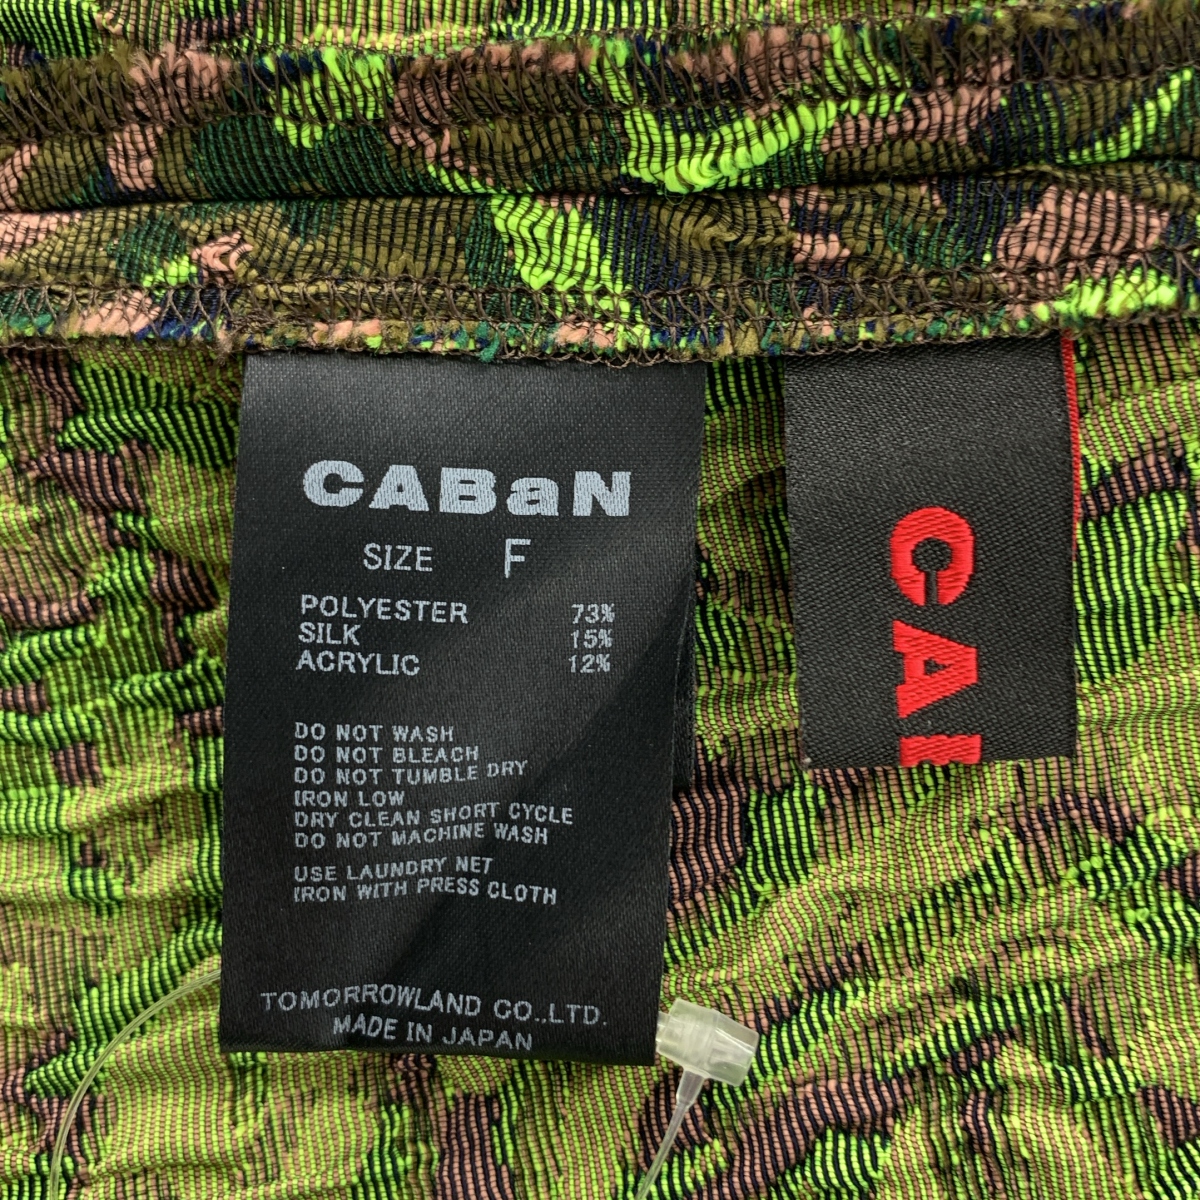 CABaN
SIZE F
POLYESTER 73%
SILK 15%
ACRYLIC 12%
DO NOT WASH
DO NOT BLEACH
DO NOT TUMBLE DRY
IRON LOW
DRY CLEAN SHORT CYCLE
DO NOT MACHINE WASH
USE LAUNDRY NET
IRON WITH PRESS CLOTH
TOMORROWLAND CO.,LTD.
MADE IN JAPAN
CA